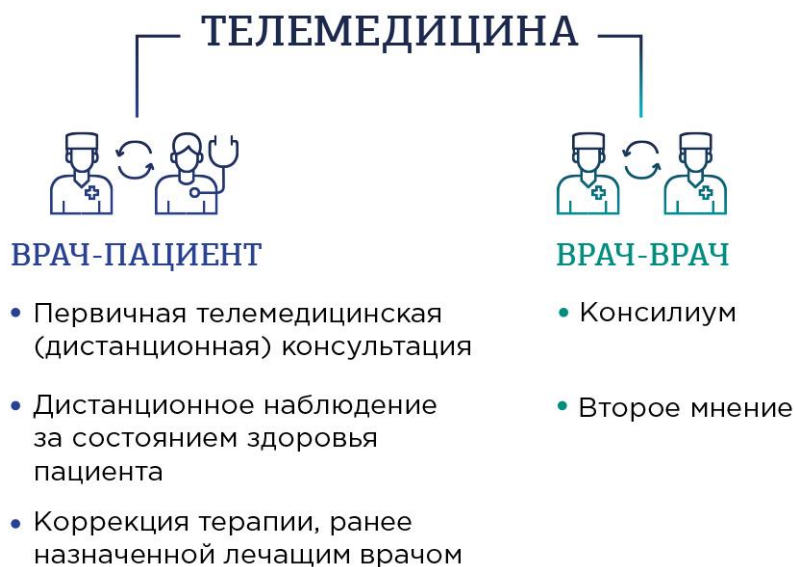 ТЕЛЕМЕДИЦИНА
ВРАЧ-ПАЦИЕНТ
• Первичная телемедицинская
(дистанционная) консультация
• Дистанционное наблюдение
за состоянием здоровья
пациента
• Коррекция терапии, ранее
назначенной лечащим врачом
ВРАЧ-ВРАЧ
• Консилиум
• Второе мнение